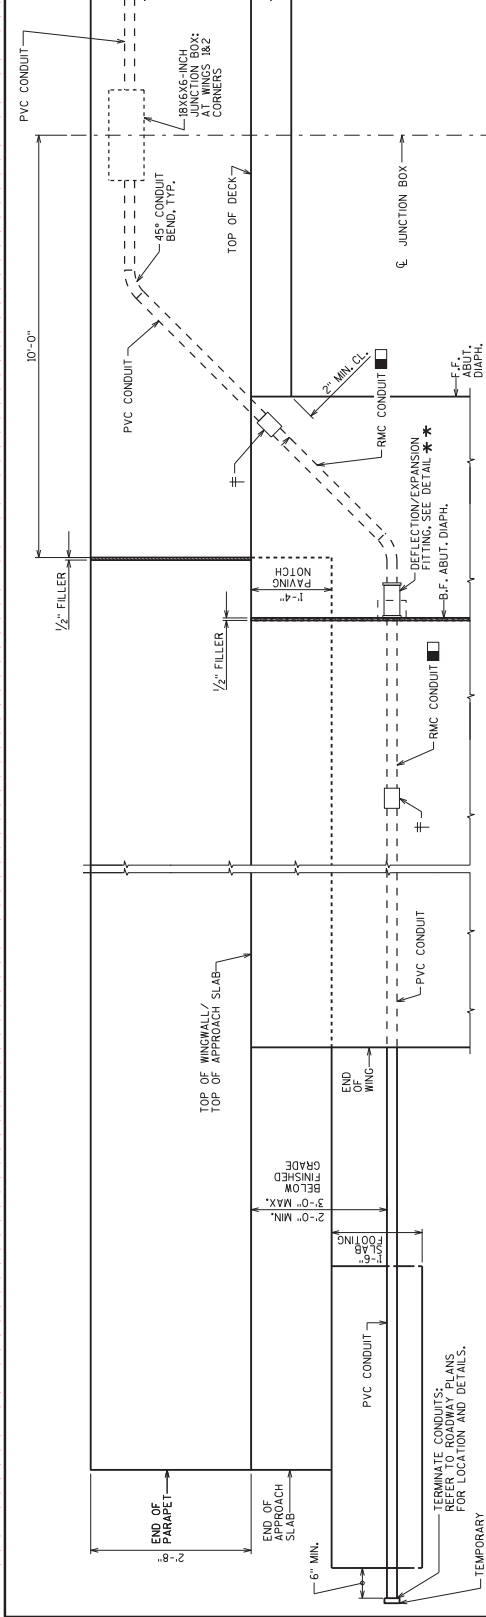 PVC CONDUIT
18X6X6-INCH
JUNCTION BOX:
AT WINGS 1&2
CORNERS
10'-0"
45° CONDUIT
BEND, TYP.
TOP OF DECK
℄ JUNCTION BOX
PVC CONDUIT
2" MIN. CL.
RMC CONDUIT
F.F.
ABUT.
DIAPH.
DEFLECTION/EXPANSION
FITTING, SEE DETAIL **
B.F. ABUT. DIAPH.
1/2" FILLER
PAVING
NOTCH
1'-4"
1/2" FILLER
RMC CONDUIT
TOP OF WINGWALL/
TOP OF APPROACH SLAB
PVC CONDUIT
END
OF
WING
2'-0" MIN.
3'-0" MAX.
BELOW
FINISHED
GRADE
1'-6"
SLAB
FOOTING
PVC CONDUIT
END OF
PARAPET
2'-8"
END OF
APPROACH
SLAB
6" MIN.
TERMINATE CONDUITS:
REFER TO ROADWAY PLANS
FOR LOCATION AND DETAILS.
TEMPORARY